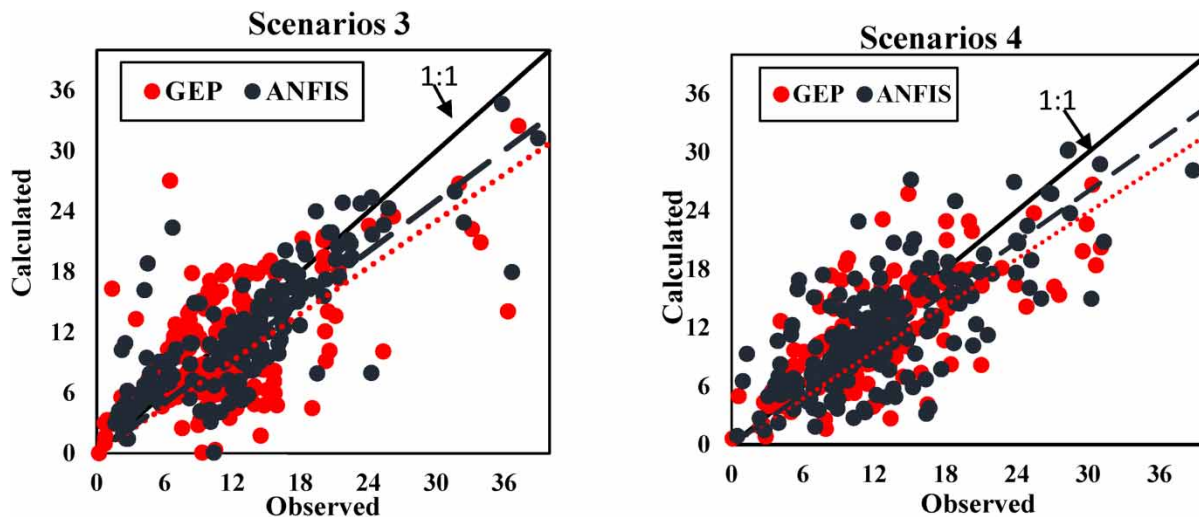 Scenarios 3
GEP ANFIS
1:1
36
30
24
18
12
6
0
Calculated
0 6 12 18 24 30 36
Observed
Scenarios 4
GEP ANFIS
1:1
36
30
24
18
12
6
0
Calculated
0 6 12 18 24 30 36
Observed